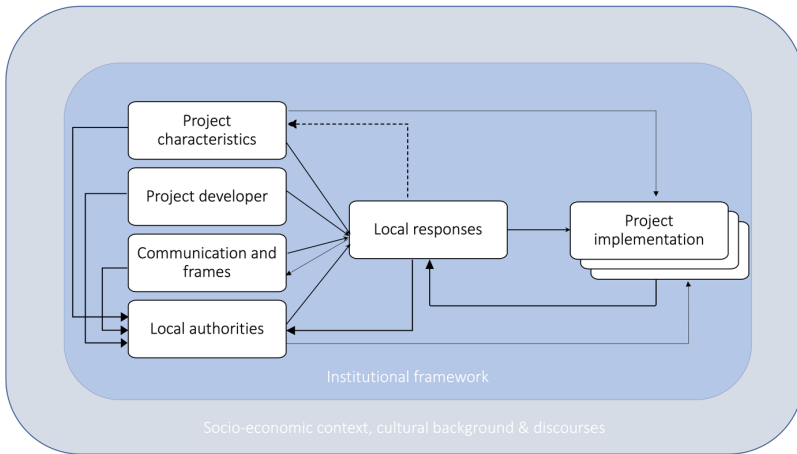 Project
characteristics
Project developer
Communication and
frames
Local authorities
Local responses
Project
implementation
Institutional framework
Socio-economic context, cultural background & discourses